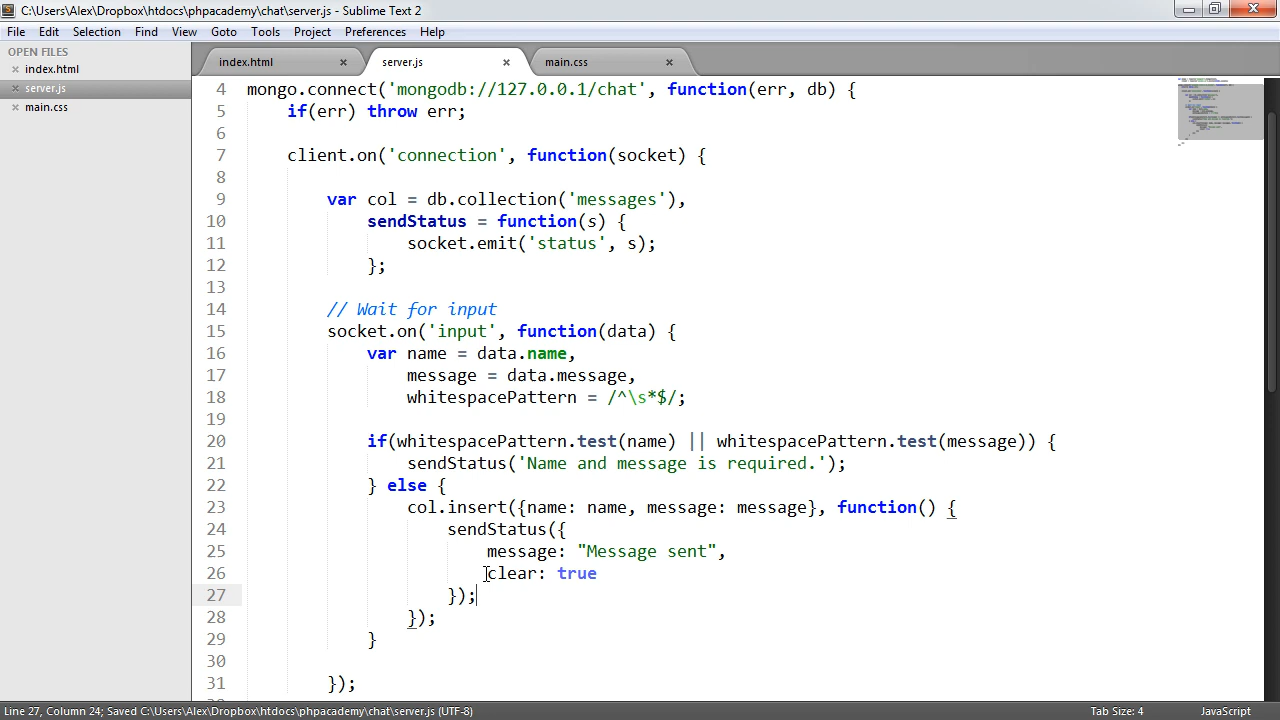 C:\Users\Alex\Dropbox\htdocs\phpacademy\chat\server.js - Sublime Text 2
File Edit Selection Find View Goto Tools Project Preferences Help
OPEN FILES
× index.html
× server.js
× main.css
index.html × server.js × main.css ×
4 mongo.connect('mongodb://127.0.0.1/chat', function(err, db) {
5     if(err) throw err;
6
7     client.on('connection', function(socket) {
8
9         var col = db.collection('messages'),
10             sendStatus = function(s) {
11                 socket.emit('status', s);
12             };
13
14         // Wait for input
15         socket.on('input', function(data) {
16             var name = data.name,
17                 message = data.message,
18                 whitespacePattern = /^\s*$/;
19
20             if(whitespacePattern.test(name) || whitespacePattern.test(message)) {
21                 sendStatus('Name and message is required.');
22             } else {
23                 col.insert({name: name, message: message}, function() {
24                     sendStatus({
25                         message: "Message sent",
26                         clear: true
27                     });
28                 });
29             }
30
31         });
Line 27, Column 24; Saved C:\Users\Alex\Dropbox\htdocs\phpacademy\chat\server.js (UTF-8) Tab Size: 4 JavaScript